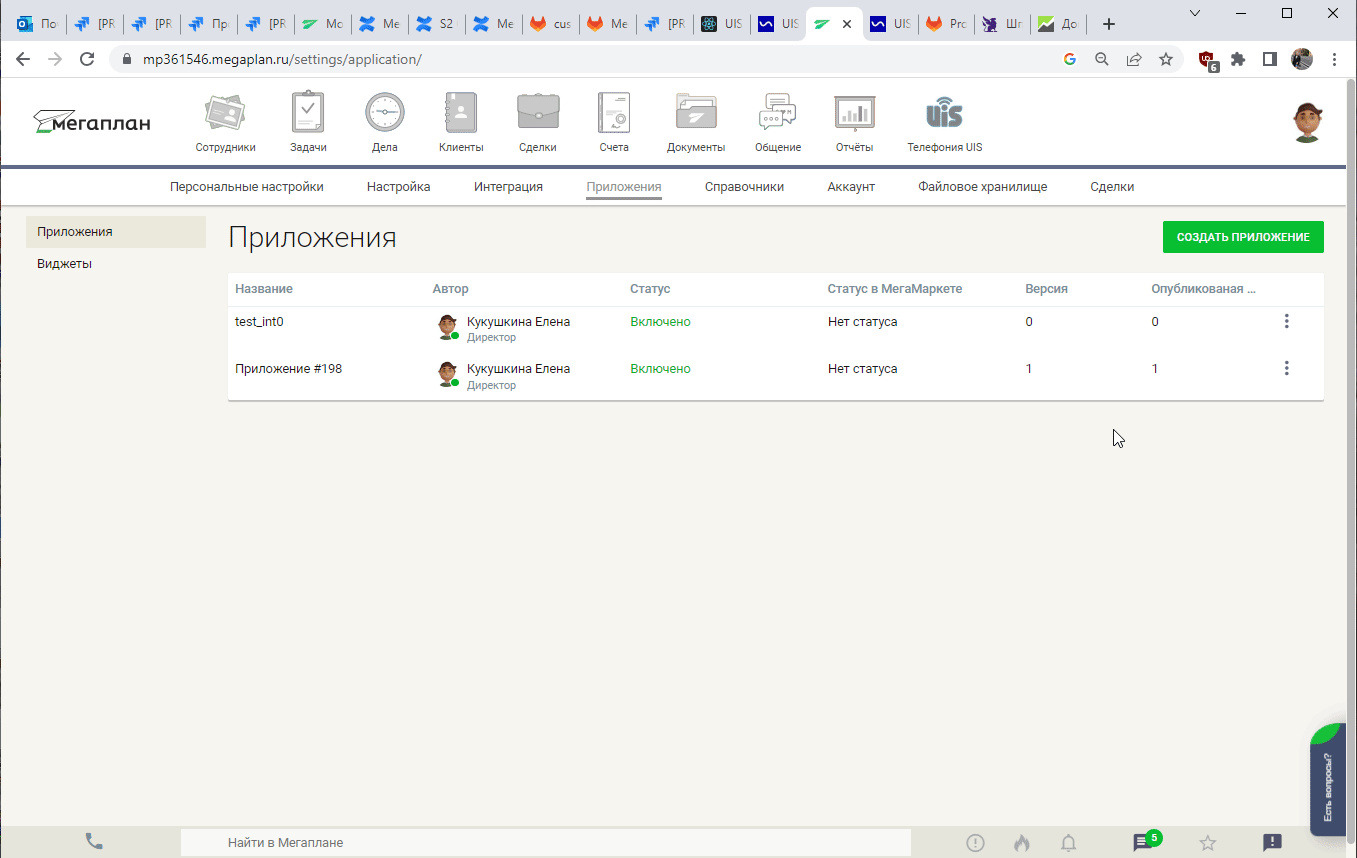 По [PR [PR Пр [PR Мо Ме S2 Ме cus Ме [PR UIS UIS UIS Pro Шг До
mp361546.megaplan.ru/settings/application/
6
мегаплан
Сотрудники Задачи Дела Клиенты Сделки Счета Документы Общение Отчёты Телефония UIS
uis
Персональные настройки Настройка Интеграция Приложения Справочники Аккаунт Файловое хранилище Сделки
Приложения
Виджеты
Приложения
СОЗДАТЬ ПРИЛОЖЕНИЕ
Название Автор Статус Статус в МегаМаркете Версия Опубликованая ...
test_int0 Кукушкина Елена Включено Нет статуса 0 0
Директор
Приложение #198 Кукушкина Елена Включено Нет статуса 1 1
Директор
Есть вопросы?
Найти в Мегаплане
5